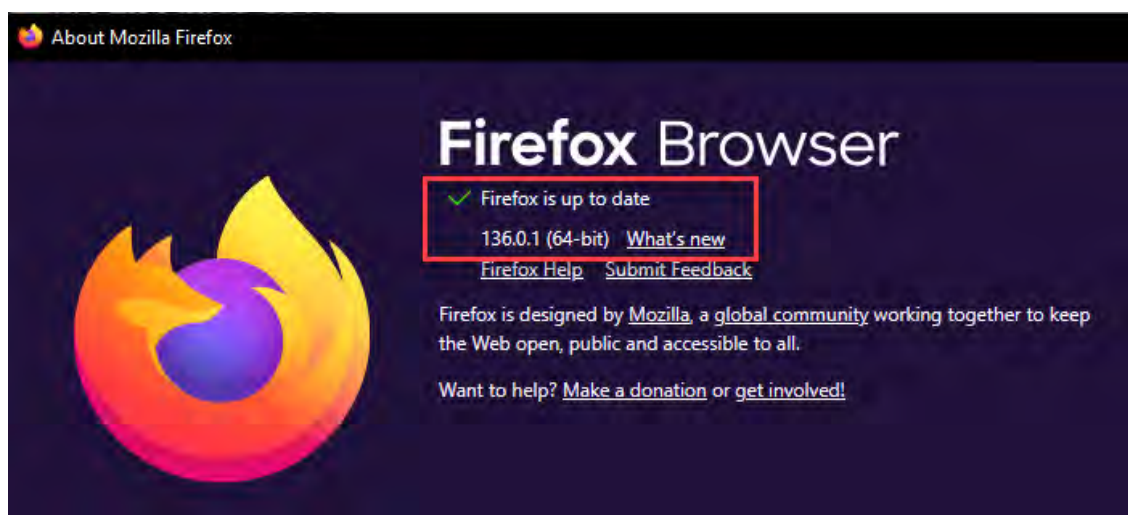 About Mozilla Firefox
Firefox Browser
Firefox is up to date
136.0.1 (64-bit) What's new
Firefox Help Submit Feedback
Firefox is designed by Mozilla, a global community working together to keep
the Web open, public and accessible to all.
Want to help? Make a donation or get involved!